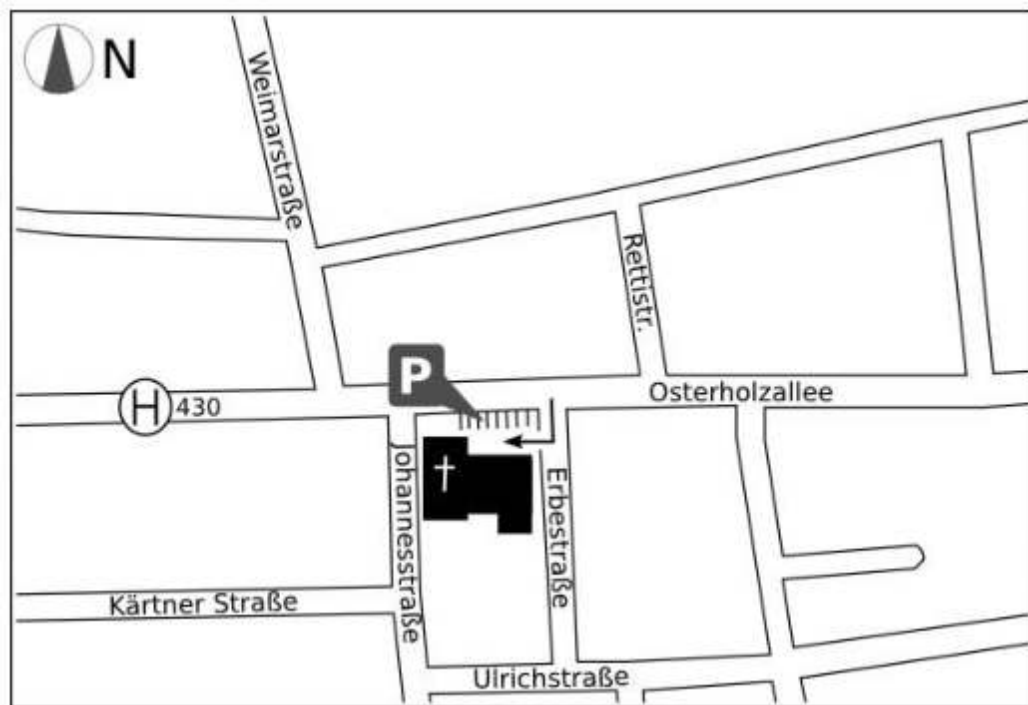 N
Weimarstraße
Rettistr.
P
Osterholzallee
H 430
Johannesstraße
Erbestraße
Kärtner Straße
Ulrichstraße